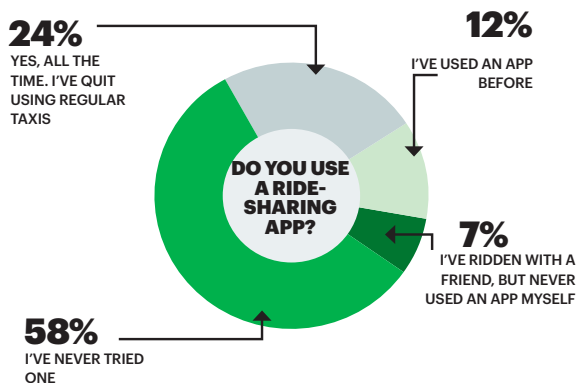 24%
YES, ALL THE
TIME. I'VE QUIT
USING REGULAR
TAXIS
12%
I'VE USED AN APP
BEFORE
DO YOU USE
A RIDE-
SHARING
APP?
7%
I'VE RIDDEN WITH A
FRIEND, BUT NEVER
USED AN APP MYSELF
58%
I'VE NEVER TRIED
ONE